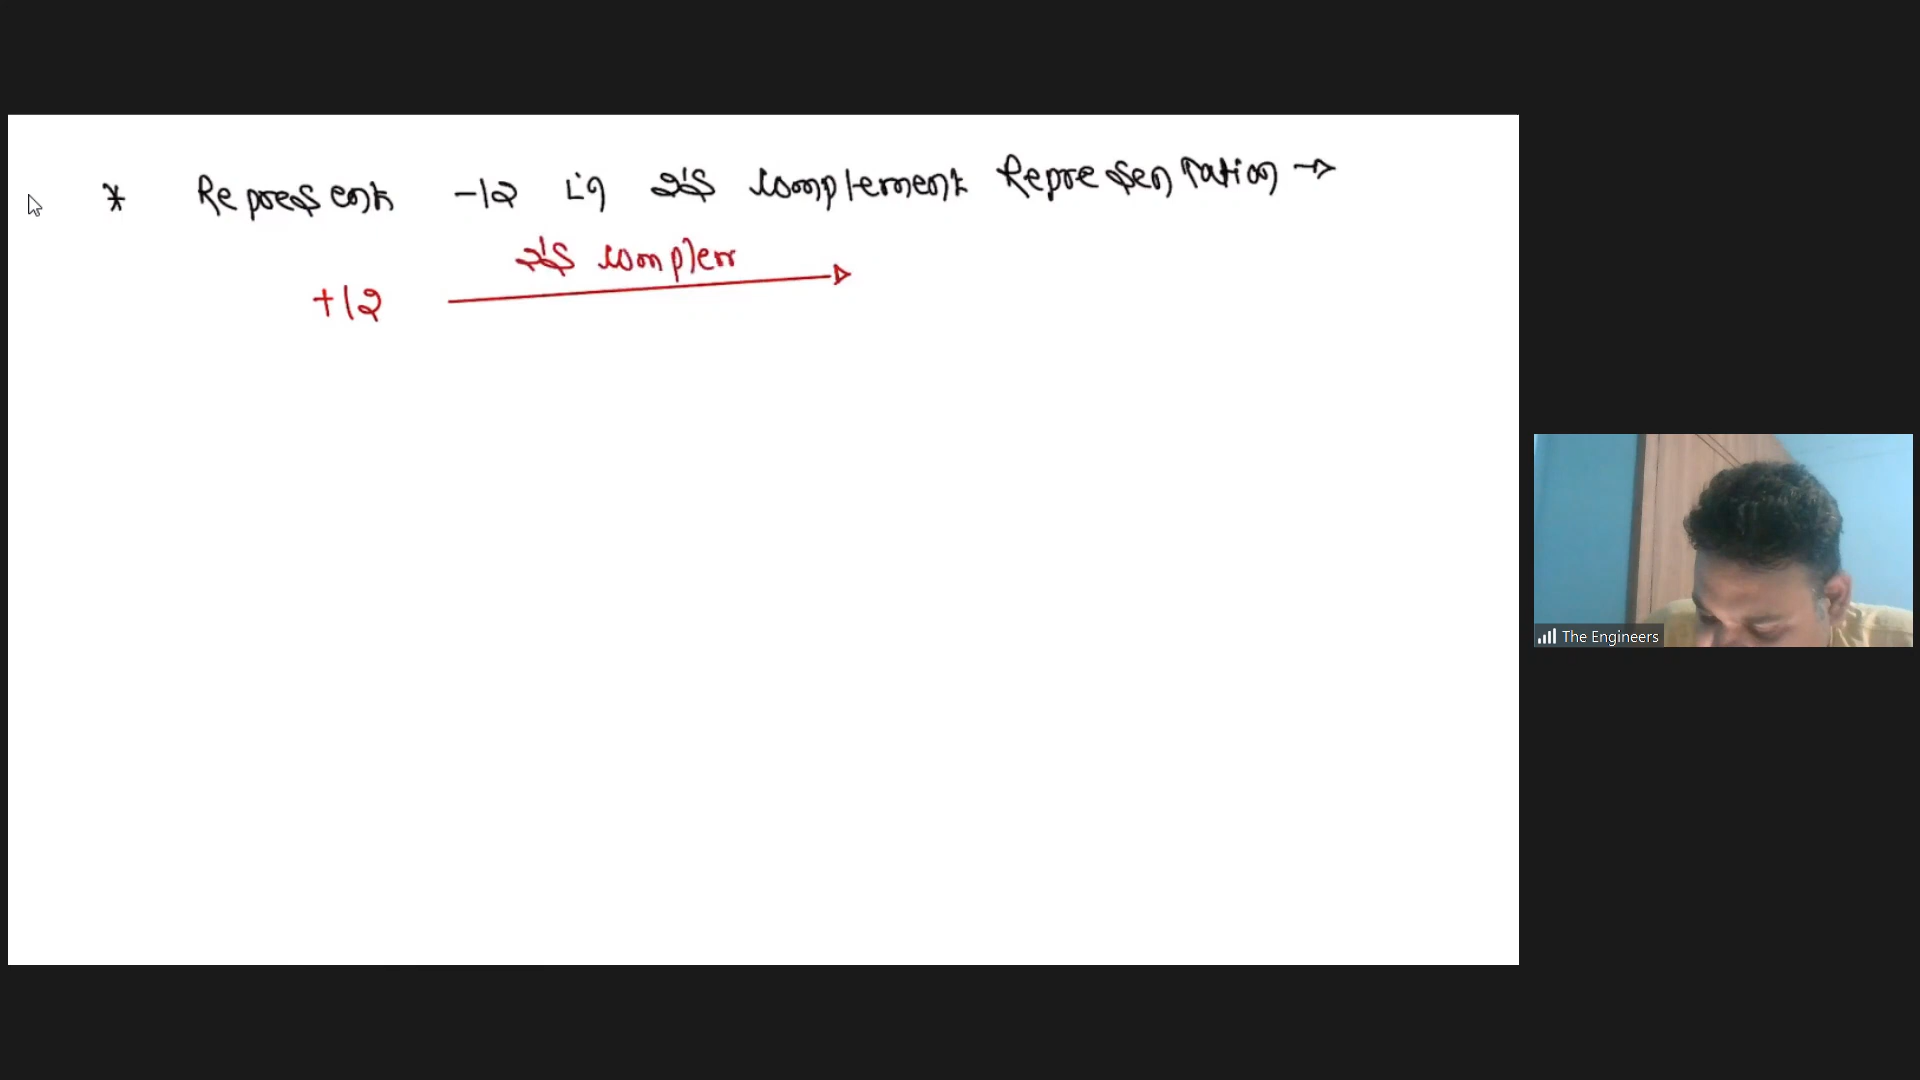 * Represent -12 in 2's complement Representation →
2's complem
+12
The Engineers